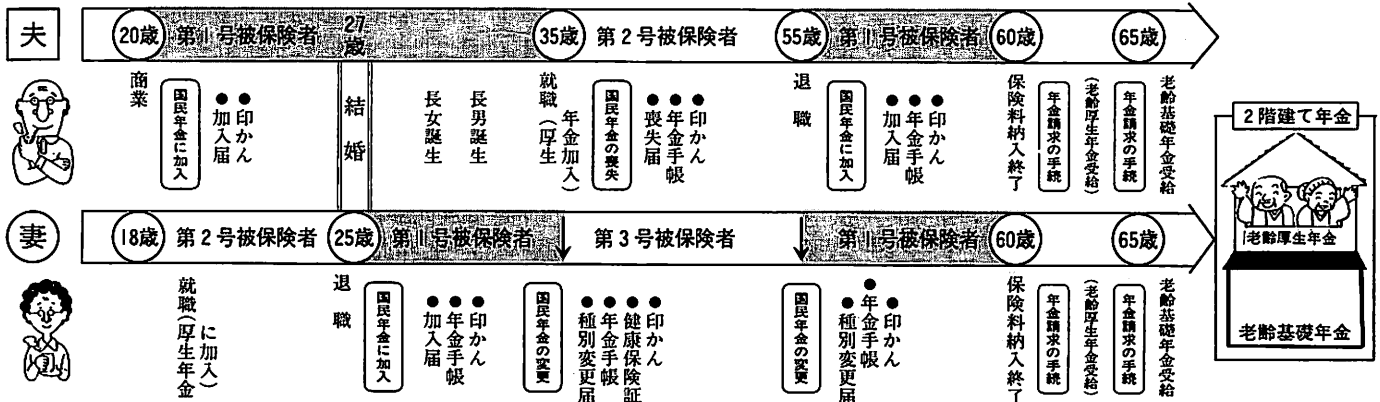 夫
20歳
第1号被保険者
27歳
35歳
第2号被保険者
55歳
第1号被保険者
60歳
65歳
商業
国民年金に加入
●加入届
●印かん
結婚
長女誕生
長男誕生
就職(厚生
年金加入)
国民年金の喪失
●喪失届
●年金手帳
●印かん
退職
国民年金に加入
●加入届
●年金手帳
●印かん
保険料納入終了
年金請求の手続
(老齢厚生年金受給)
年金請求の手続
老齢基礎年金受給
妻
18歳
第2号被保険者
25歳
第1号被保険者
第3号被保険者
第1号被保険者
60歳
65歳
就職(厚生年金
に加入)
退職
国民年金に加入
●加入届
●年金手帳
●印かん
国民年金の変更
●種別変更届
●年金手帳
●健康保険証
●印かん
国民年金の変更
●種別変更届
●年金手帳
●印かん
保険料納入終了
年金請求の手続
(老齢厚生年金受給)
年金請求の手続
老齢基礎年金受給
2階建て年金
老齢厚生年金
老齢基礎年金